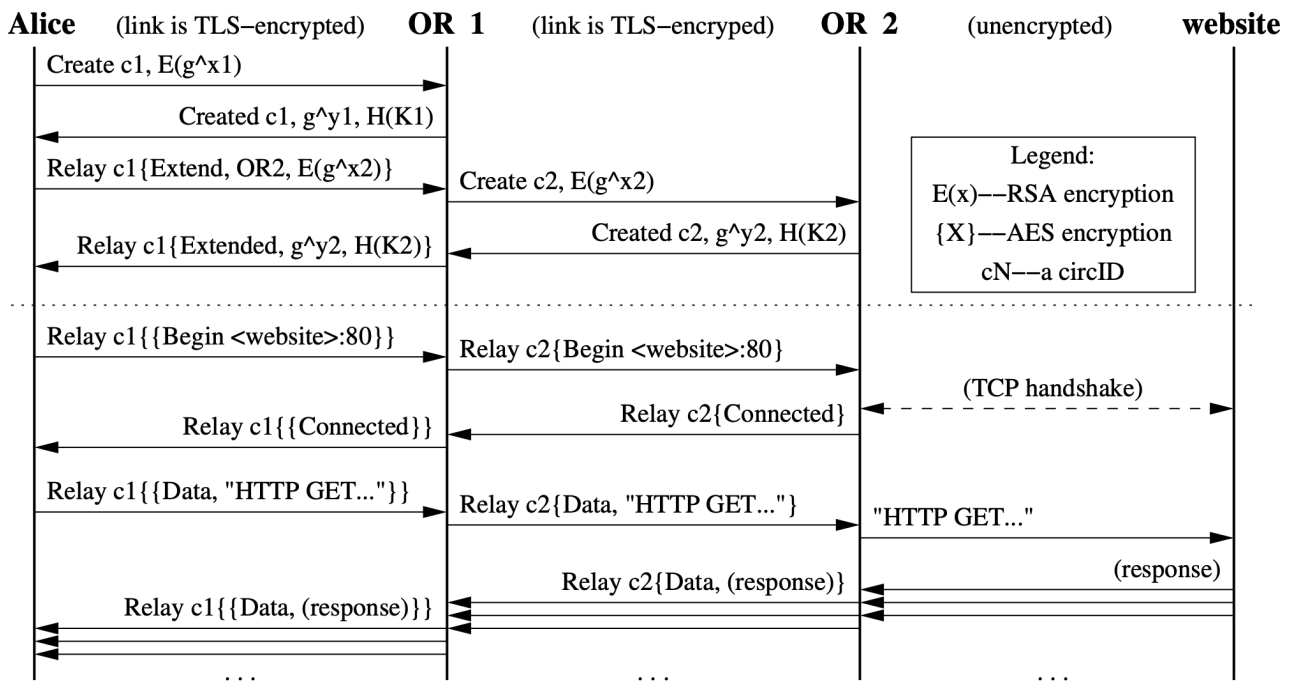 Alice (link is TLS−encrypted) OR 1 (link is TLS−encryped) OR 2 (unencrypted) website
Create c1, E(g^x1)
Created c1, g^y1, H(K1)
Relay c1{Extend, OR2, E(g^x2)}
Create c2, E(g^x2)
Created c2, g^y2, H(K2)
Relay c1{Extended, g^y2, H(K2)}
Legend:
E(x)−−RSA encryption
{X}−−AES encryption
cN−−a circID
Relay c1{{Begin <website>:80}}
Relay c2{Begin <website>:80}
(TCP handshake)
Relay c2{Connected}
Relay c1{{Connected}}
Relay c1{{Data, "HTTP GET..."}}
Relay c2{Data, "HTTP GET..."}
"HTTP GET..."
(response)
Relay c2{Data, (response)}
Relay c1{{Data, (response)}}
. . . . . . . . .